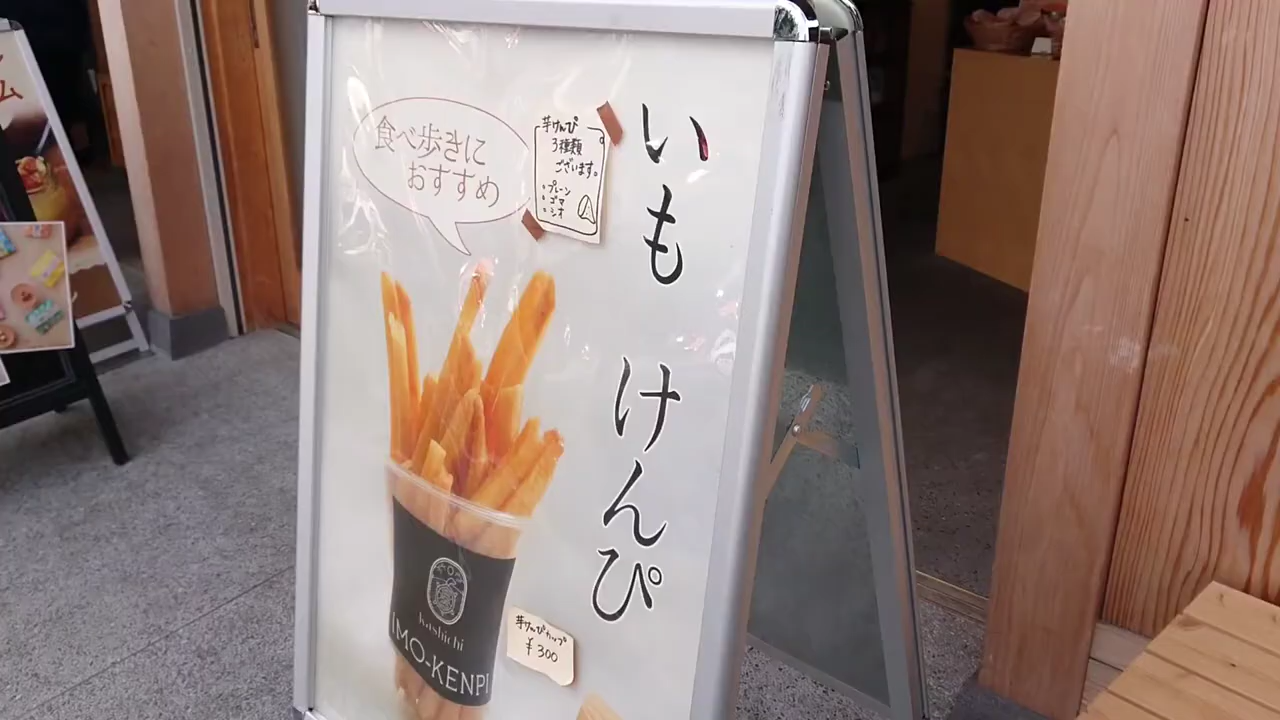 いも けんぴ
食べ歩きに
おすすめ
芋けんぴ
3種類
ございます。
・プレーン
・ゴマ
・シオ
kashichi
IMO-KENPI
芋けんぴカップ
¥300
ム